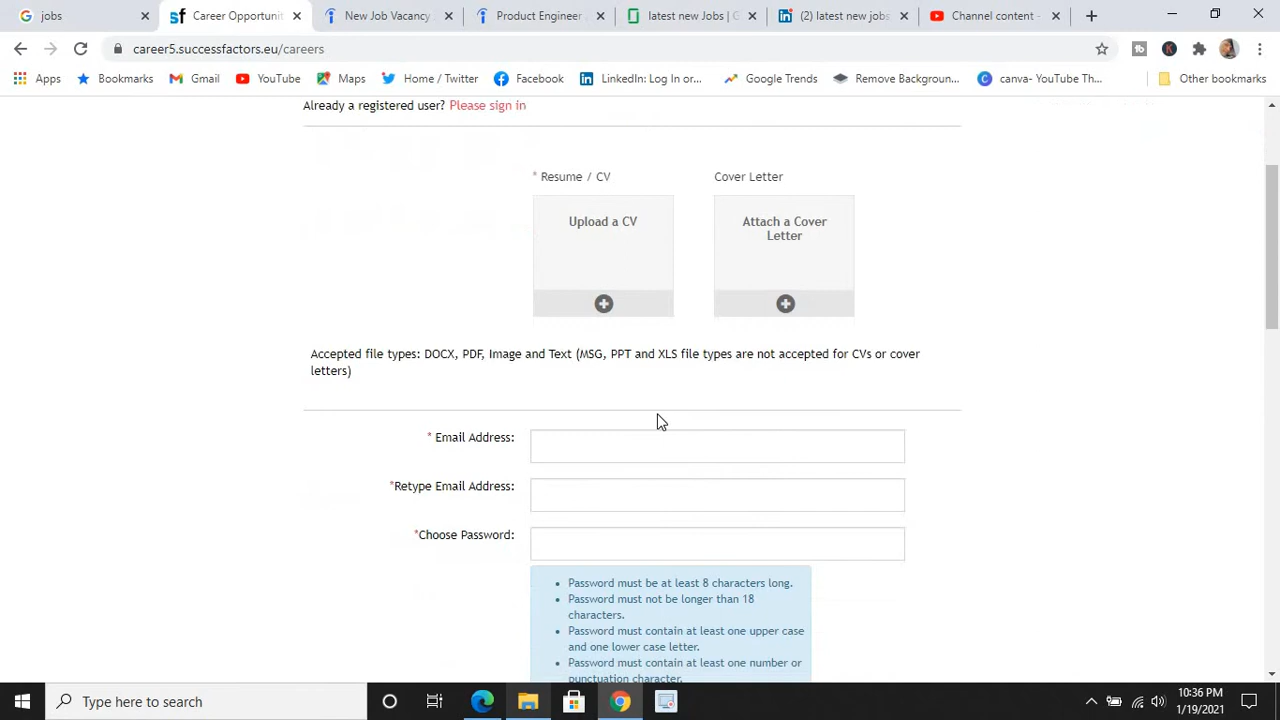 jobs
Career Opportuni
New Job Vacancy
Product Engineer
latest new Jobs | G
(2) latest new jobs
Channel content -
career5.successfactors.eu/careers
Apps
Bookmarks
Gmail
YouTube
Maps
Home / Twitter
Facebook
LinkedIn: Log In or...
Google Trends
Remove Backgroun...
canva- YouTube Th...
Other bookmarks
Already a registered user? Please sign in
* Resume / CV
Cover Letter
Upload a CV
Attach a Cover
Letter
Accepted file types: DOCX, PDF, Image and Text (MSG, PPT and XLS file types are not accepted for CVs or cover
letters)
* Email Address:
*Retype Email Address:
*Choose Password:
• Password must be at least 8 characters long.
• Password must not be longer than 18
characters.
• Password must contain at least one upper case
and one lower case letter.
• Password must contain at least one number or
punctuation character.
Type here to search
10:36 PM
1/19/2021